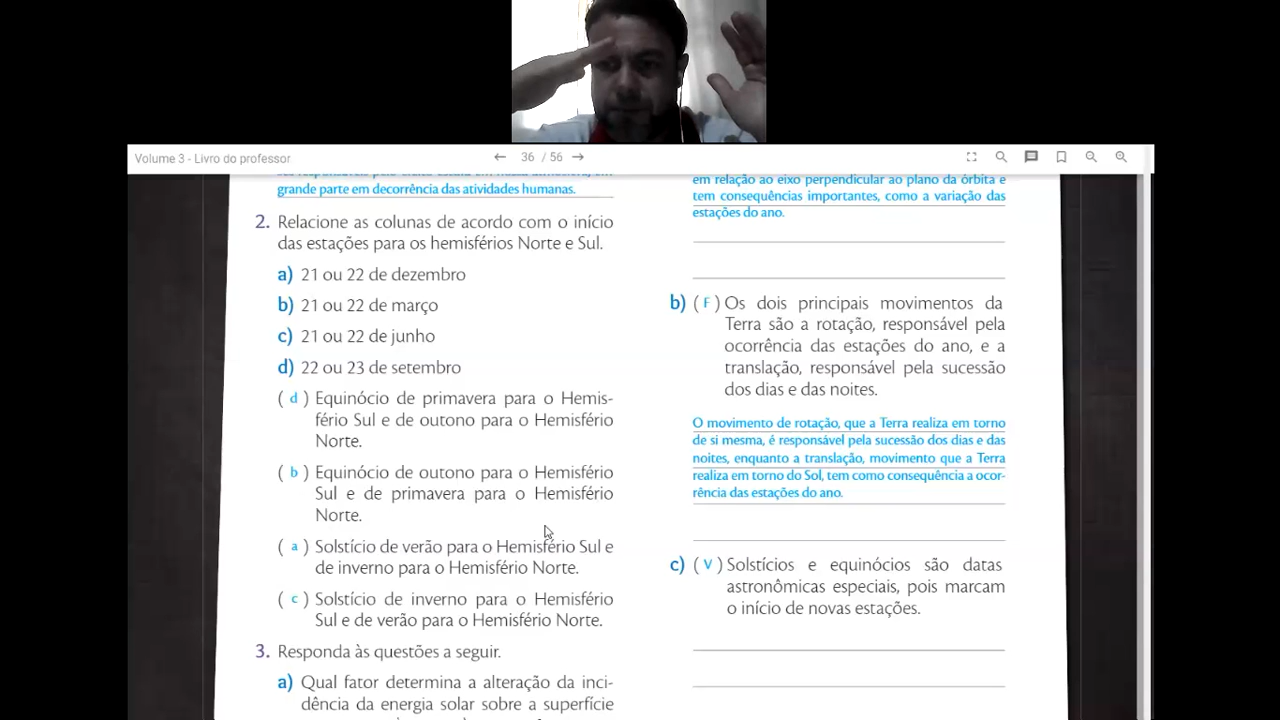 Volume 3 - Livro do professor
36 / 56
grande parte em decorrência das atividades humanas.
2. Relacione as colunas de acordo com o início
das estações para os hemisférios Norte e Sul.
a) 21 ou 22 de dezembro
b) 21 ou 22 de março
c) 21 ou 22 de junho
d) 22 ou 23 de setembro
( d ) Equinócio de primavera para o Hemis-
fério Sul e de outono para o Hemisfério
Norte.
( b ) Equinócio de outono para o Hemisfério
Sul e de primavera para o Hemisfério
Norte.
( a ) Solstício de verão para o Hemisfério Sul e
de inverno para o Hemisfério Norte.
( c ) Solstício de inverno para o Hemisfério
Sul e de verão para o Hemisfério Norte.
3. Responda às questões a seguir.
a) Qual fator determina a alteração da inci-
dência da energia solar sobre a superfície
em relação ao eixo perpendicular ao plano da órbita e
tem consequências importantes, como a variação das
estações do ano.
b) ( F ) Os dois principais movimentos da
Terra são a rotação, responsável pela
ocorrência das estações do ano, e a
translação, responsável pela sucessão
dos dias e das noites.
O movimento de rotação, que a Terra realiza em torno
de si mesma, é responsável pela sucessão dos dias e das
noites, enquanto a translação, movimento que a Terra
realiza em torno do Sol, tem como consequência a ocor-
rência das estações do ano.
c) ( V ) Solstícios e equinócios são datas
astronômicas especiais, pois marcam
o início de novas estações.